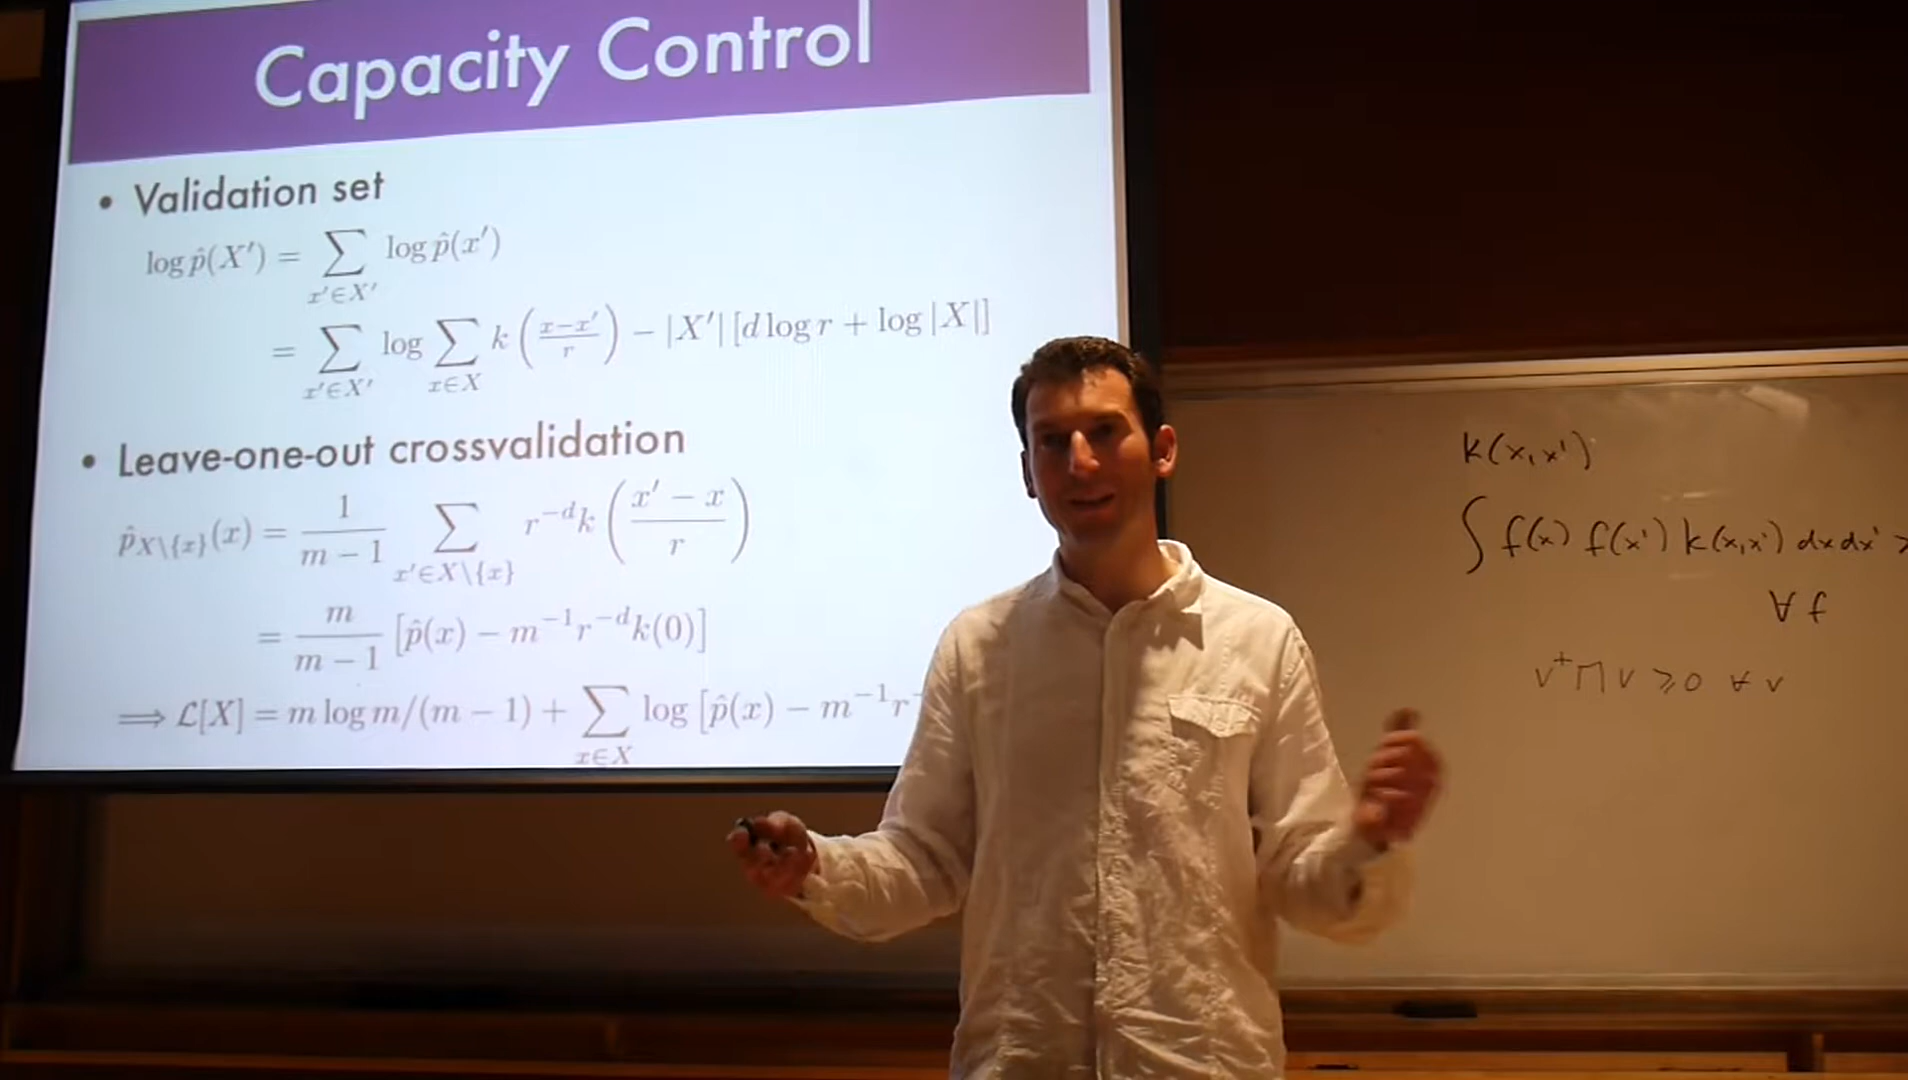 Capacity Control
• Validation set
log p̂(X′) = ∑_{x′∈X′} log p̂(x′)
= ∑_{x′∈X′} log ∑_{x∈X} k((x−x′)/r) − |X′| [d log r + log |X|]
• Leave-one-out crossvalidation
p̂_{X\{x}}(x) = 1/(m − 1) ∑_{x′∈X\{x}} r^{−d} k((x′ − x)/r)
= m/(m − 1) [p̂(x) − m^{−1}r^{−d}k(0)]
⟹ ℒ[X] = m log m/(m − 1) + ∑_{x∈X} log [p̂(x) − m^{−1}r
k(x,x')
∫ f(x) f(x') k(x,x') dx dx' >
∀ f
v⁺ M v ⩾ 0 ∀ v